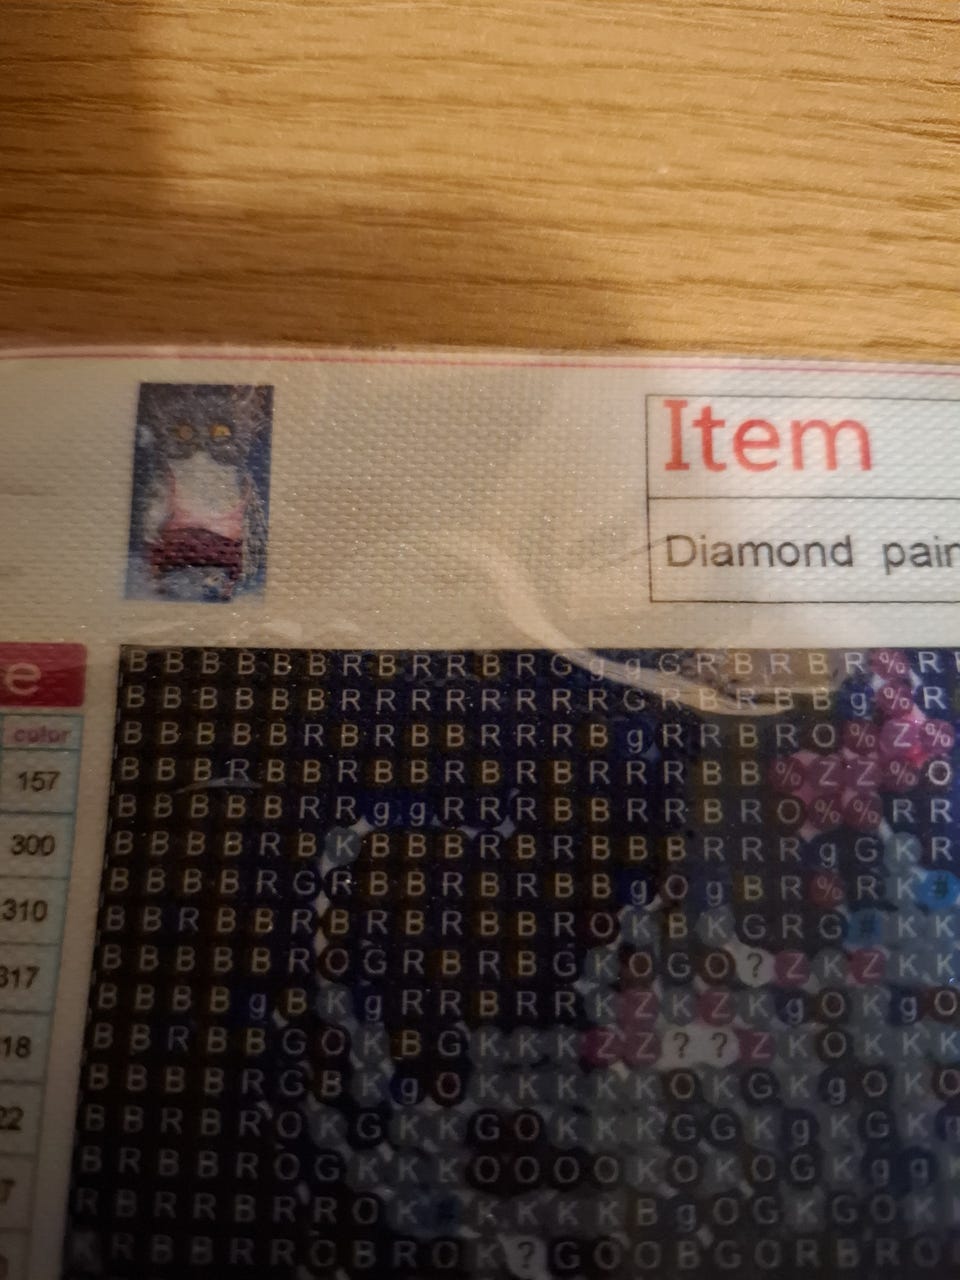 Item
Diamond pain
e
color
157
300
310
317
18
22
B B B B B B R B R R B R G g g G R B R B R % R
B B B B B B R R R R R R R R G R B R B B g % R
B B B B B R B R B B R R R B g R R B R O % Z %
B B B R B B R B B R B R B R R R B B % Z Z % O
B B B B B R R g g R R R B B R R B R O % % R R
B B B B R B K B B B R B R B B B R R R g G K R
B B B B R G R B B R B R B B g O g B R % R K #
B B R B B R B R B R B B R O K B K G R G # K K
B B B B B R O G R B R B G K O G O ? Z K Z K K
B B B B g B K g R R B R R K Z K Z K g O K g O
B B R B B G O K B G K K K Z Z ? ? Z K O K K K
B B B B R G B K g O K K K K K O K G K g O K O
B B R B R O K G K K G O K K K G G K g K G K
B R B B R O G K K K O O O O K O K O G K g g
R B R R B R R O K # K K K K B g O G K G O K
K R B B R R O B R O K ? G O O B G O R B R O